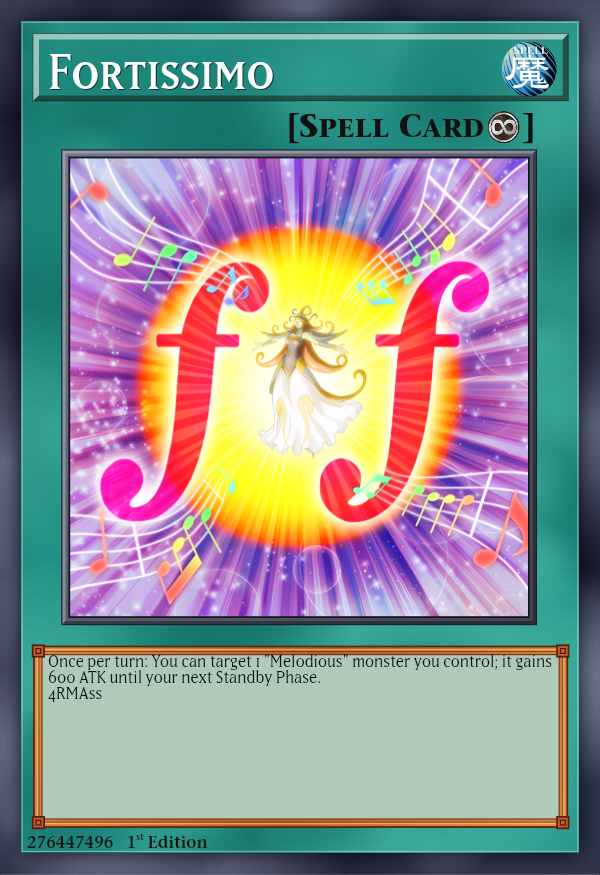 Fortissimo
SPELL
魔
[Spell Card]
f f
Once per turn: You can target 1 "Melodious" monster you control; it gains
600 ATK until your next Standby Phase.
4RMAss
276447496 1st Edition